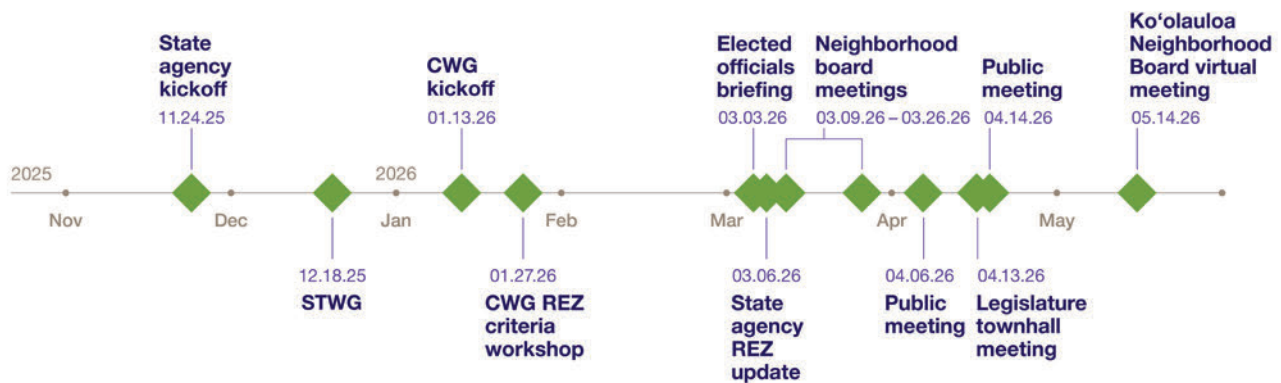 State
agency
kickoff
11.24.25
CWG
kickoff
01.13.26
Elected
officials
briefing
03.03.26
Neighborhood
board
meetings
03.09.26 – 03.26.26
Public
meeting
04.14.26
Koʻolauloa
Neighborhood
Board virtual
meeting
05.14.26
2025
2026
Nov
Dec
Jan
Feb
Mar
Apr
May
12.18.25
STWG
01.27.26
CWG REZ
criteria
workshop
03.06.26
State
agency
REZ
update
04.06.26
Public
meeting
04.13.26
Legislature
townhall
meeting